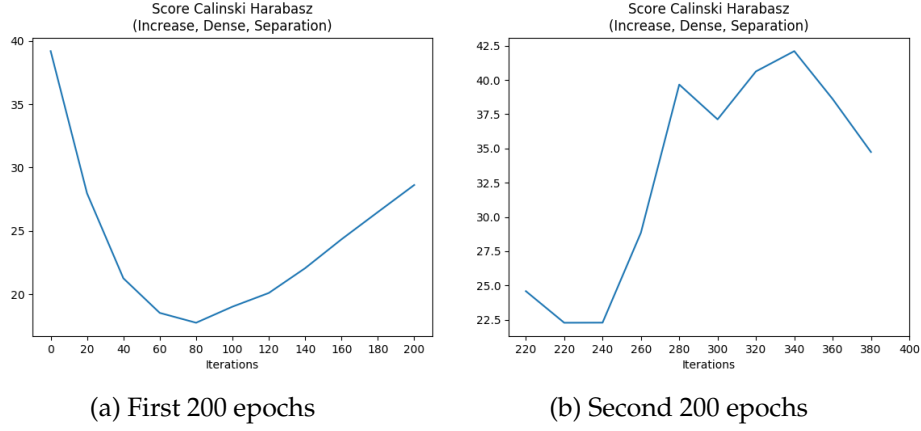 Score Calinski Harabasz
(Increase, Dense, Separation)
40
35
30
25
20
0 20 40 60 80 100 120 140 160 180 200
Iterations
(a) First 200 epochs
Score Calinski Harabasz
(Increase, Dense, Separation)
42.5
40.0
37.5
35.0
32.5
30.0
27.5
25.0
22.5
220 220 240 260 280 300 320 340 360 380 400
Iterations
(b) Second 200 epochs